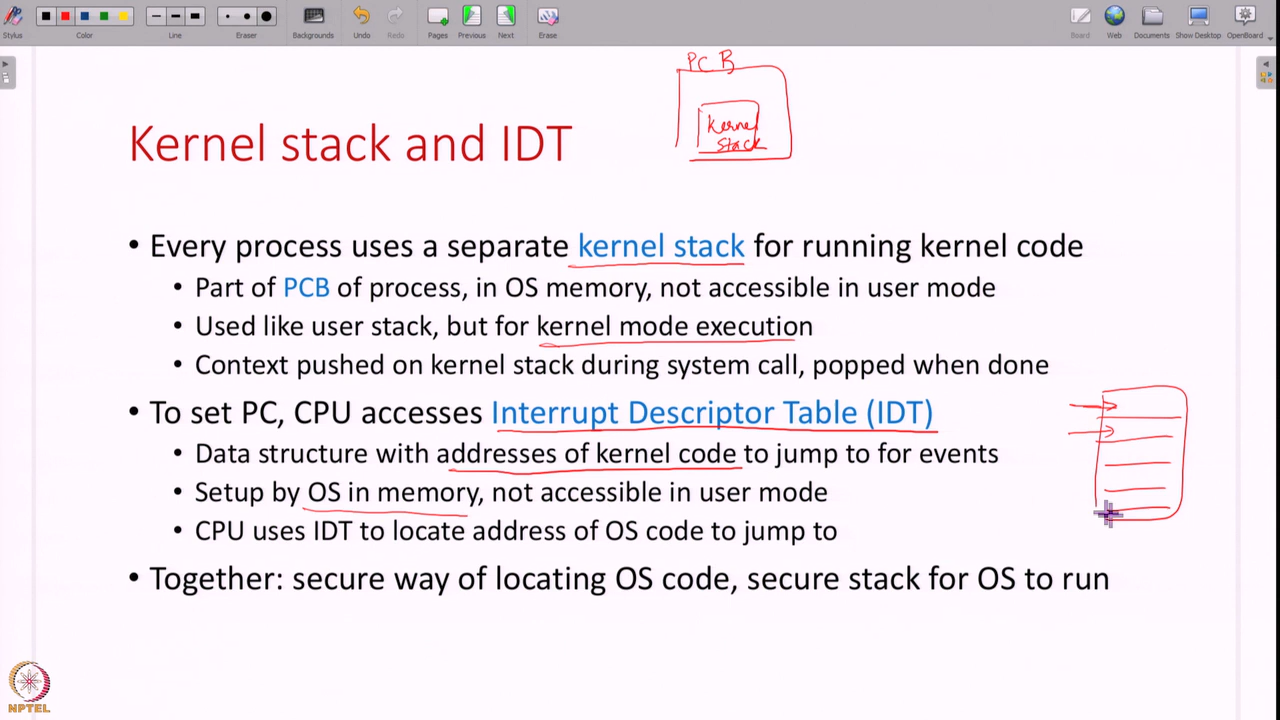 Stylus
Color
Line
Eraser
Backgrounds
Undo
Redo
Pages
Previous
Next
Erase
Board
Web
Documents
Show Desktop
OpenBoard
PCB
Kernel
Stack
Kernel stack and IDT
• Every process uses a separate kernel stack for running kernel code
• Part of PCB of process, in OS memory, not accessible in user mode
• Used like user stack, but for kernel mode execution
• Context pushed on kernel stack during system call, popped when done
• To set PC, CPU accesses Interrupt Descriptor Table (IDT)
• Data structure with addresses of kernel code to jump to for events
• Setup by OS in memory, not accessible in user mode
• CPU uses IDT to locate address of OS code to jump to
• Together: secure way of locating OS code, secure stack for OS to run
NPTEL